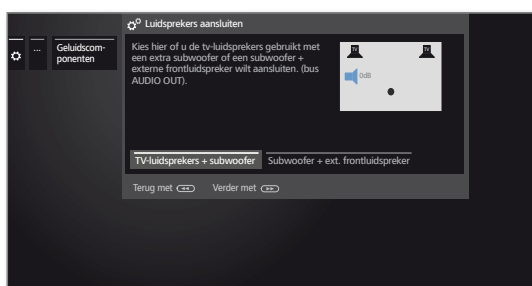 Luidsprekers aansluiten
...
Geluidscom-
ponenten
Kies hier of u de tv-luidsprekers gebruikt met
een extra subwoofer of een subwoofer +
externe frontluidspreker wilt aansluiten. (bus
AUDIO OUT).
TV TV
0dB
TV-luidsprekers + subwoofer Subwoofer + ext. frontluidspreker
Terug met Verder met